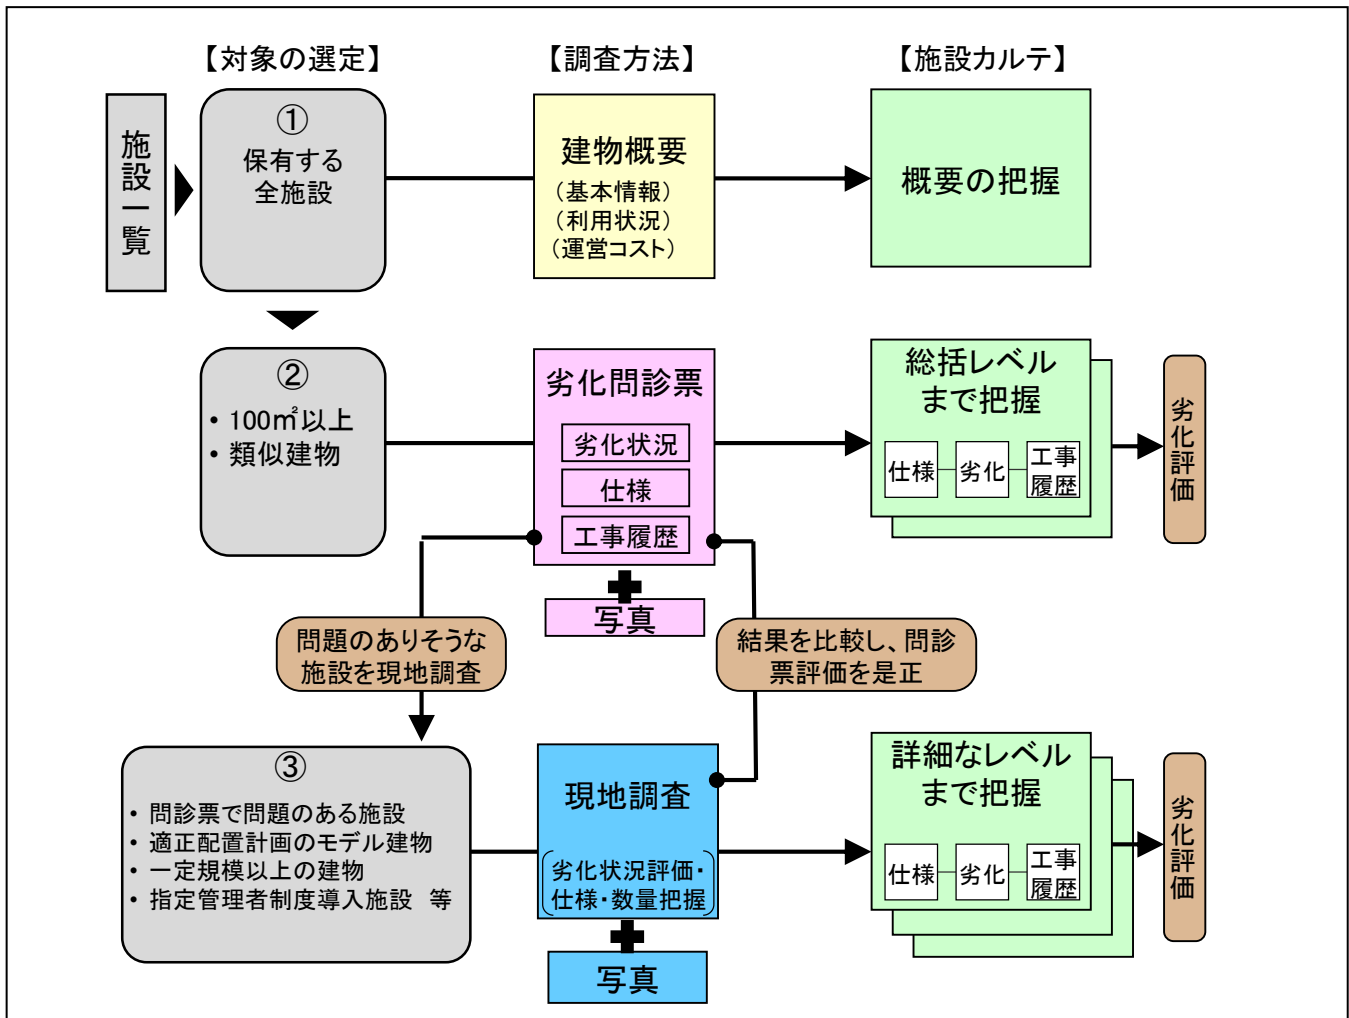 【対象の選定】
【調査方法】
【施設カルテ】
施設一覧
①
保有する
全施設
建物概要
（基本情報）
（利用状況）
（運営コスト）
概要の把握
②
・100㎡以上
・類似建物
劣化問診票
劣化状況
仕様
工事履歴
写真
総括レベル
まで把握
仕様
劣化
工事
履歴
劣化評価
問題のありそうな
施設を現地調査
結果を比較し、問診
票評価を是正
③
・問診票で問題のある施設
・適正配置計画のモデル建物
・一定規模以上の建物
・指定管理者制度導入施設　等
現地調査
劣化状況評価・
仕様・数量把握
写真
詳細なレベル
まで把握
仕様
劣化
工事
履歴
劣化評価